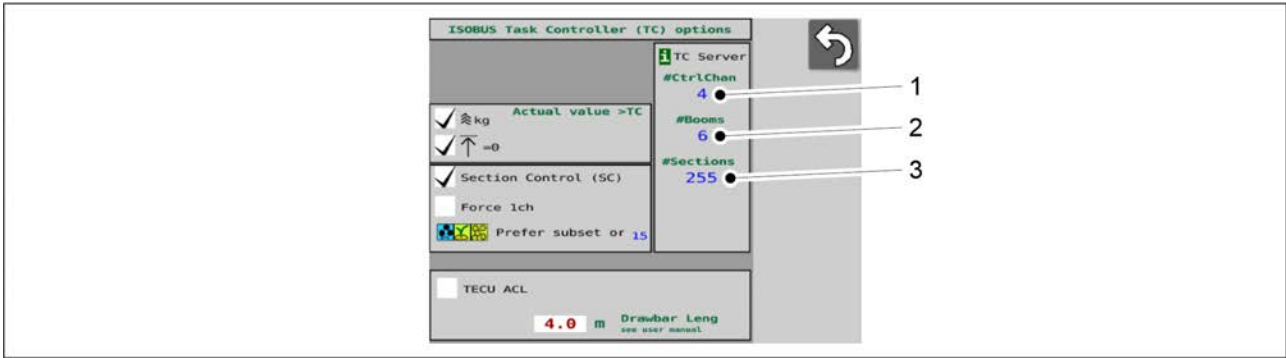 ISOBUS Task Controller (TC) options
i TC Server
#CtrlChan
4
1
#Booms
6
2
#Sections
255
3
kg Actual value >TC
=0
Section Control (SC)
Force 1ch
Prefer subset or 15
TECU ACL
4.0 m Drawbar Leng
see user manual